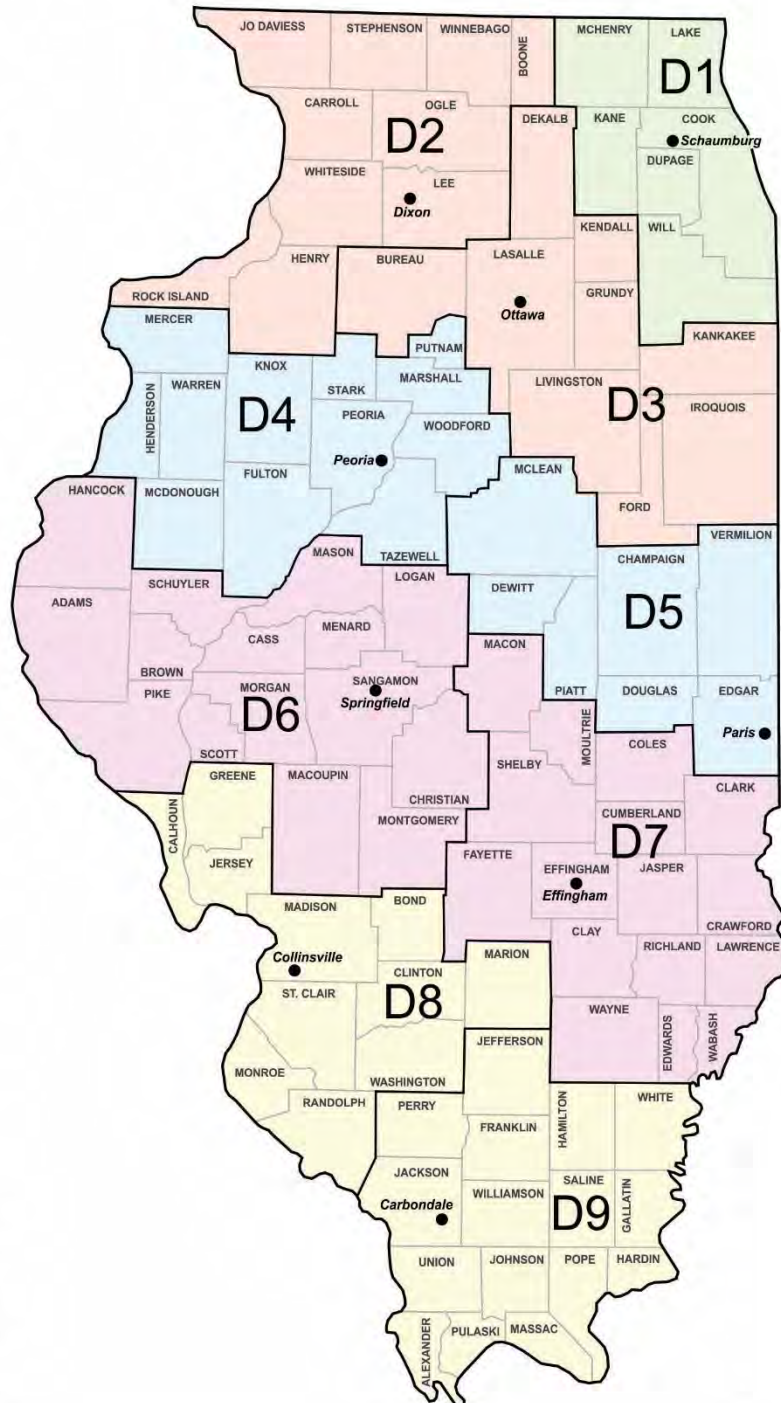 JO DAVIESS
STEPHENSON
WINNEBAGO
BOONE
MCHENRY
LAKE
D1
CARROLL
OGLE
D2
DEKALB
KANE
COOK
Schaumburg
DUPAGE
WHITESIDE
LEE
Dixon
KENDALL
WILL
HENRY
BUREAU
LASALLE
ROCK ISLAND
GRUNDY
Ottawa
MERCER
PUTNAM
KANKAKEE
KNOX
STARK
MARSHALL
LIVINGSTON
D3
HENDERSON
WARREN
D4
PEORIA
IROQUOIS
WOODFORD
Peoria
FULTON
MCLEAN
HANCOCK
MCDONOUGH
FORD
TAZEWELL
MASON
VERMILION
CHAMPAIGN
SCHUYLER
LOGAN
DEWITT
ADAMS
D5
CASS
MENARD
MACON
BROWN
SANGAMON
PIKE
MORGAN
Springfield
D6
PIATT
DOUGLAS
EDGAR
Paris
SCOTT
MOULTRIE
COLES
GREENE
MACOUPIN
SHELBY
CHRISTIAN
CLARK
CALHOUN
MONTGOMERY
CUMBERLAND
D7
JERSEY
FAYETTE
EFFINGHAM
Effingham
JASPER
MADISON
BOND
CRAWFORD
CLAY
RICHLAND
LAWRENCE
Collinsville
MARION
CLINTON
D8
ST. CLAIR
WAYNE
EDWARDS
WABASH
JEFFERSON
MONROE
WASHINGTON
RANDOLPH
PERRY
HAMILTON
WHITE
FRANKLIN
JACKSON
SALINE
GALLATIN
WILLIAMSON
Carbondale
D9
UNION
JOHNSON
POPE
HARDIN
ALEXANDER
PULASKI
MASSAC